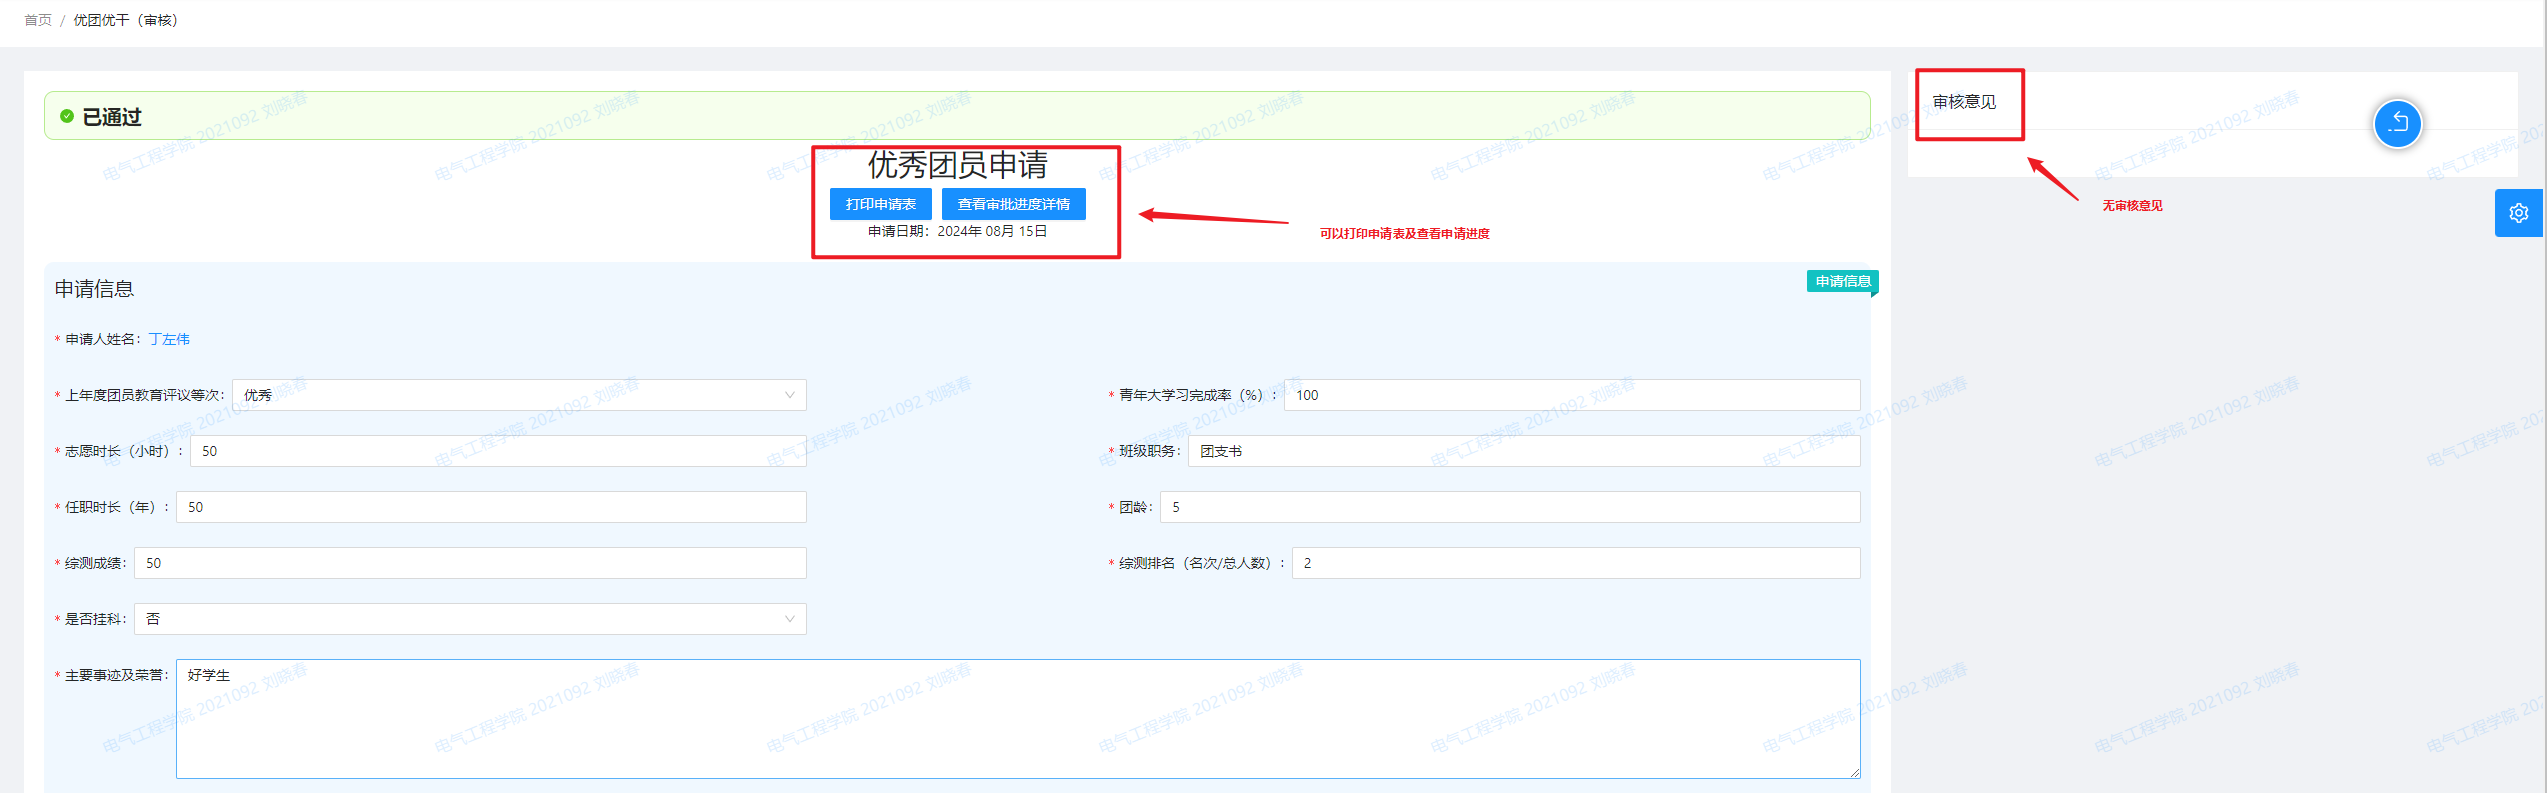 首页 / 优团优干（审核）
已通过
优秀团员申请
打印申请表 查看审批进度详情
申请日期：2024年 08月 15日
可以打印申请表及查看申请进度
审核意见
无审核意见
申请信息
申请信息
* 申请人姓名：丁左伟
* 上年度团员教育评议等次：优秀
* 青年大学习完成率（%）：100
* 志愿时长（小时）：50
* 班级职务：团支书
* 任职时长（年）：50
* 团龄：5
* 综测成绩：50
* 综测排名（名次/总人数）：2
* 是否挂科：否
* 主要事迹及荣誉：好学生
电气工程学院 2021092 刘晓春